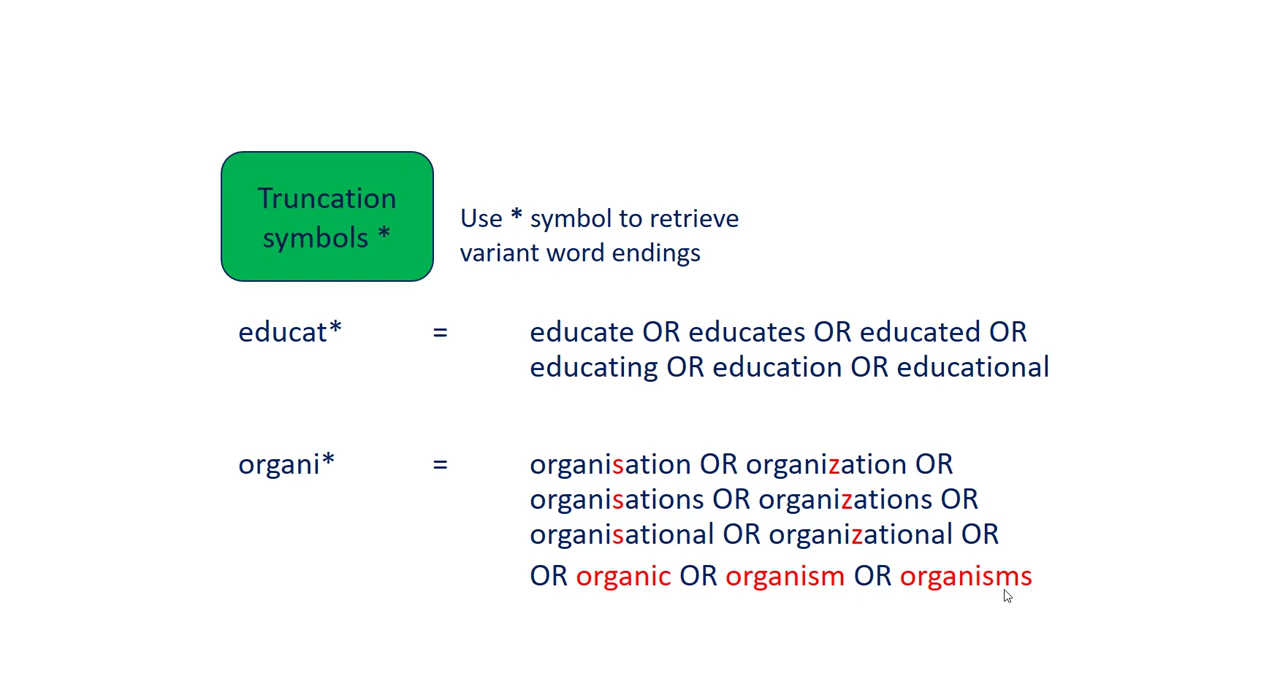 Truncation
symbols *
Use * symbol to retrieve
variant word endings
educat* = educate OR educates OR educated OR
educating OR education OR educational
organi* = organisation OR organization OR
organisations OR organizations OR
organisational OR organizational OR
OR organic OR organism OR organisms